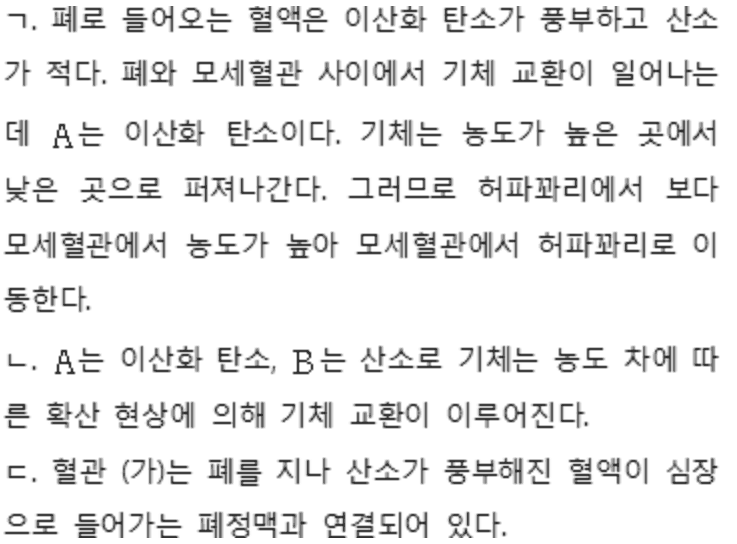 ㄱ. 폐로 들어오는 혈액은 이산화 탄소가 풍부하고 산소
가 적다. 폐와 모세혈관 사이에서 기체 교환이 일어나는
데 A는 이산화 탄소이다. 기체는 농도가 높은 곳에서
낮은 곳으로 퍼져나간다. 그러므로 허파꽈리에서 보다
모세혈관에서 농도가 높아 모세혈관에서 허파꽈리로 이
동한다.
ㄴ. A는 이산화 탄소, B는 산소로 기체는 농도 차에 따
른 확산 현상에 의해 기체 교환이 이루어진다.
ㄷ. 혈관 (가)는 폐를 지나 산소가 풍부해진 혈액이 심장
으로 들어가는 폐정맥과 연결되어 있다.